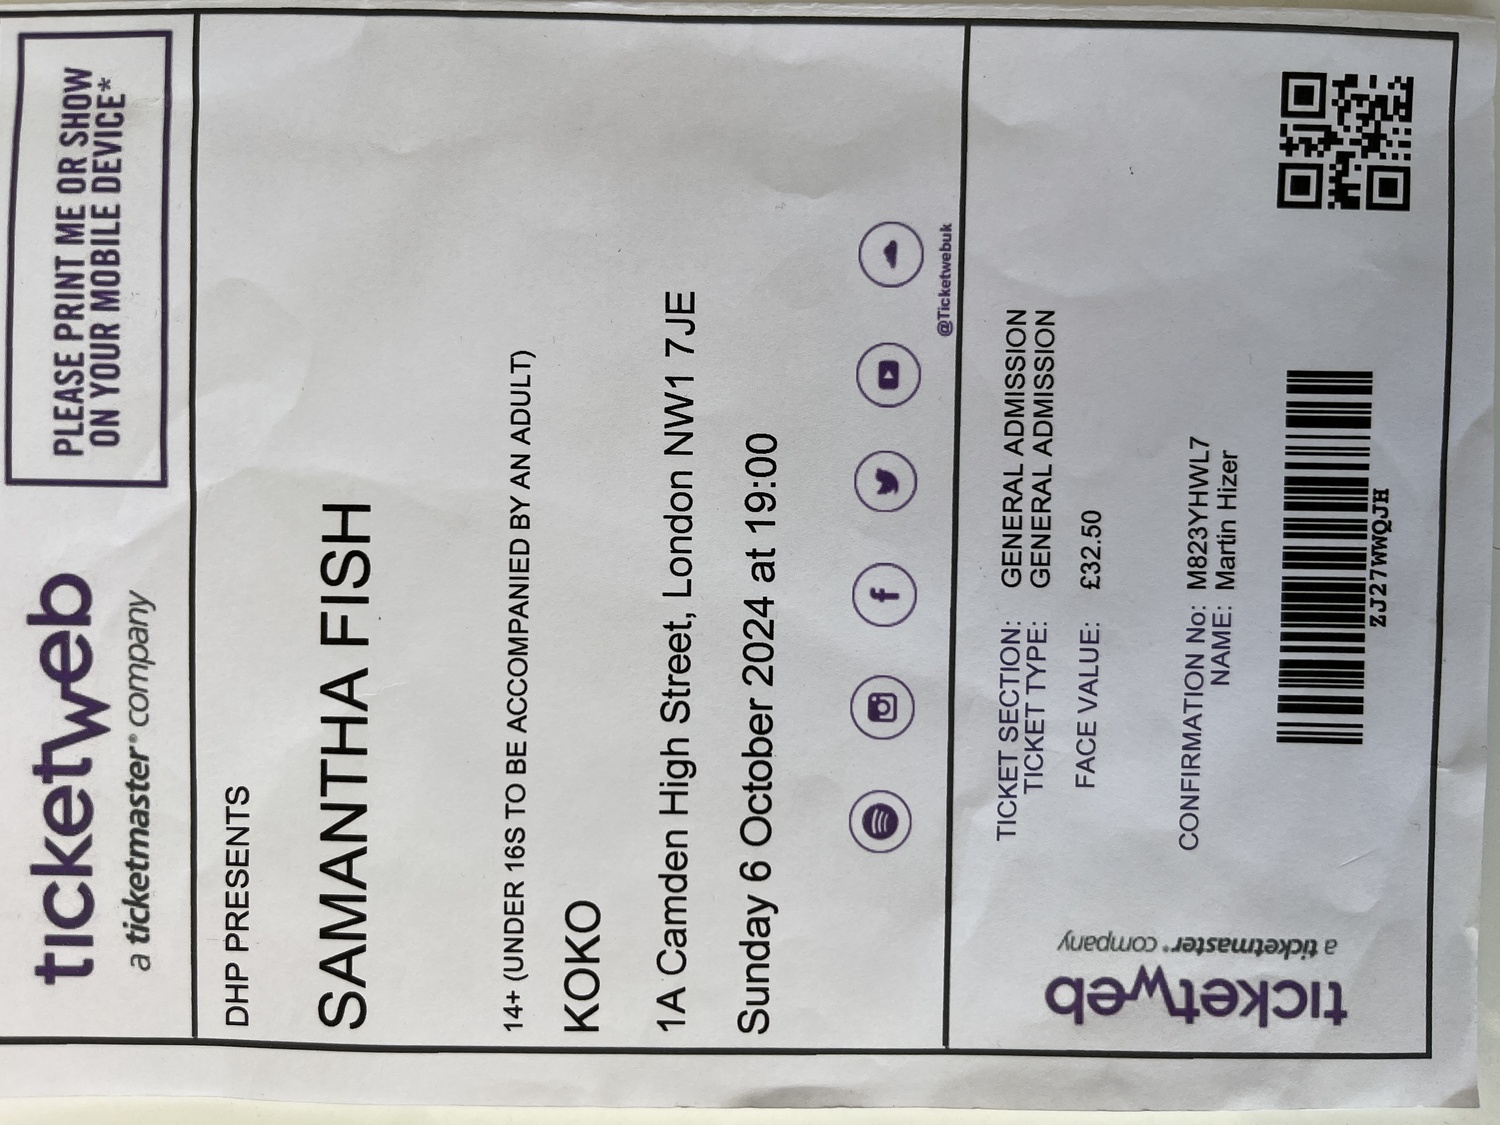 ticketweb
a ticketmaster® company
PLEASE PRINT ME OR SHOW
ON YOUR MOBILE DEVICE*
DHP PRESENTS
SAMANTHA FISH
14+ (UNDER 16S TO BE ACCOMPANIED BY AN ADULT)
KOKO
1A Camden High Street, London NW1 7JE
Sunday 6 October 2024 at 19:00
@Ticketwebuk
ticketweb
a ticketmaster® company
TICKET SECTION: GENERAL ADMISSION
TICKET TYPE: GENERAL ADMISSION
FACE VALUE: £32.50
CONFIRMATION No: M823YHWL7
NAME: Martin Hizer
ZJ27WWQJH